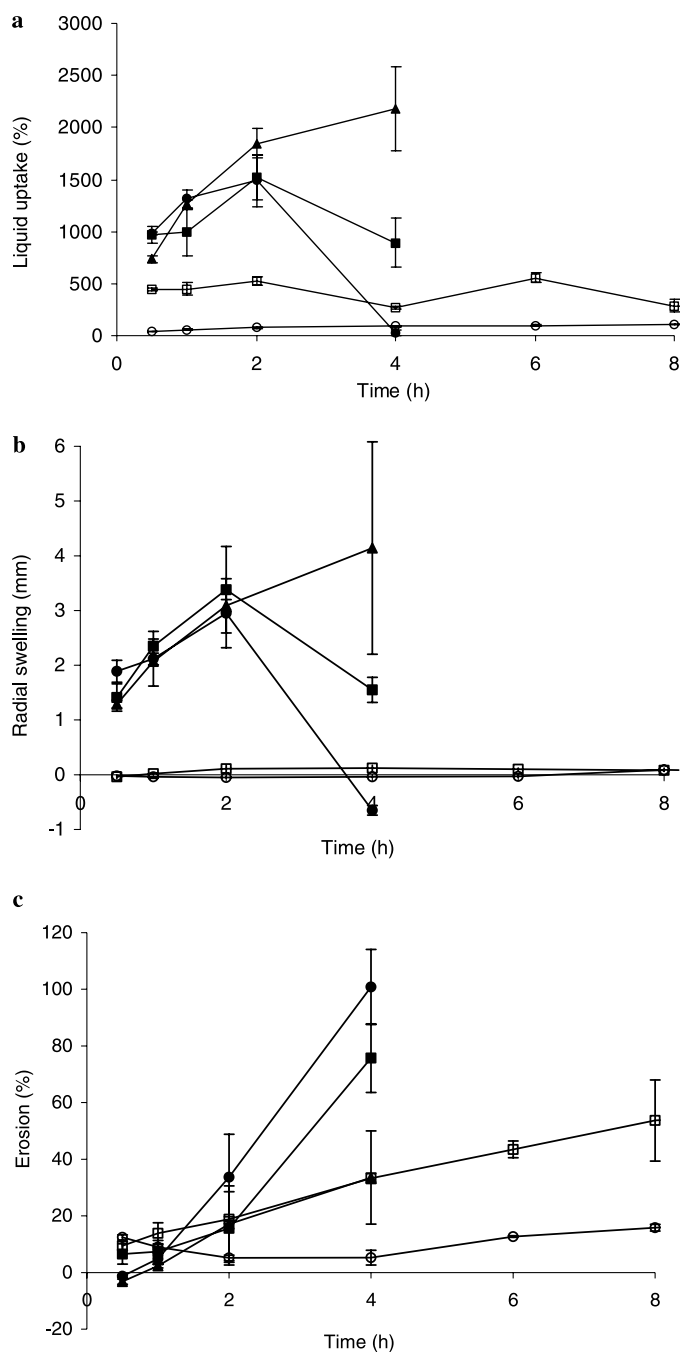 a
3000
2500
2000
1500
1000
500
0
Liquid uptake (%)
0 2 4 6 8
Time (h)
b
6
5
4
3
2
1
0
-1
Radial swelling (mm)
0 2 4 6 8
Time (h)
c
120
100
80
60
40
20
0
-20
Erosion (%)
0 2 4 6 8
Time (h)